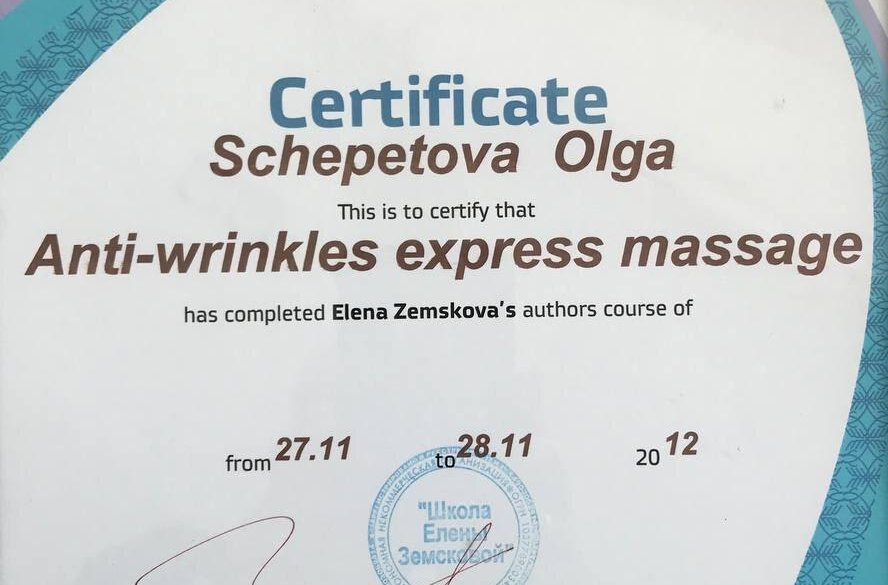 Certificate
Schepetova Olga
This is to certify that
Anti-wrinkles express massage
has completed Elena Zemskova's authors course of
from 27.11 to 28.11 2012
"Школа
Елены
Земсковой"